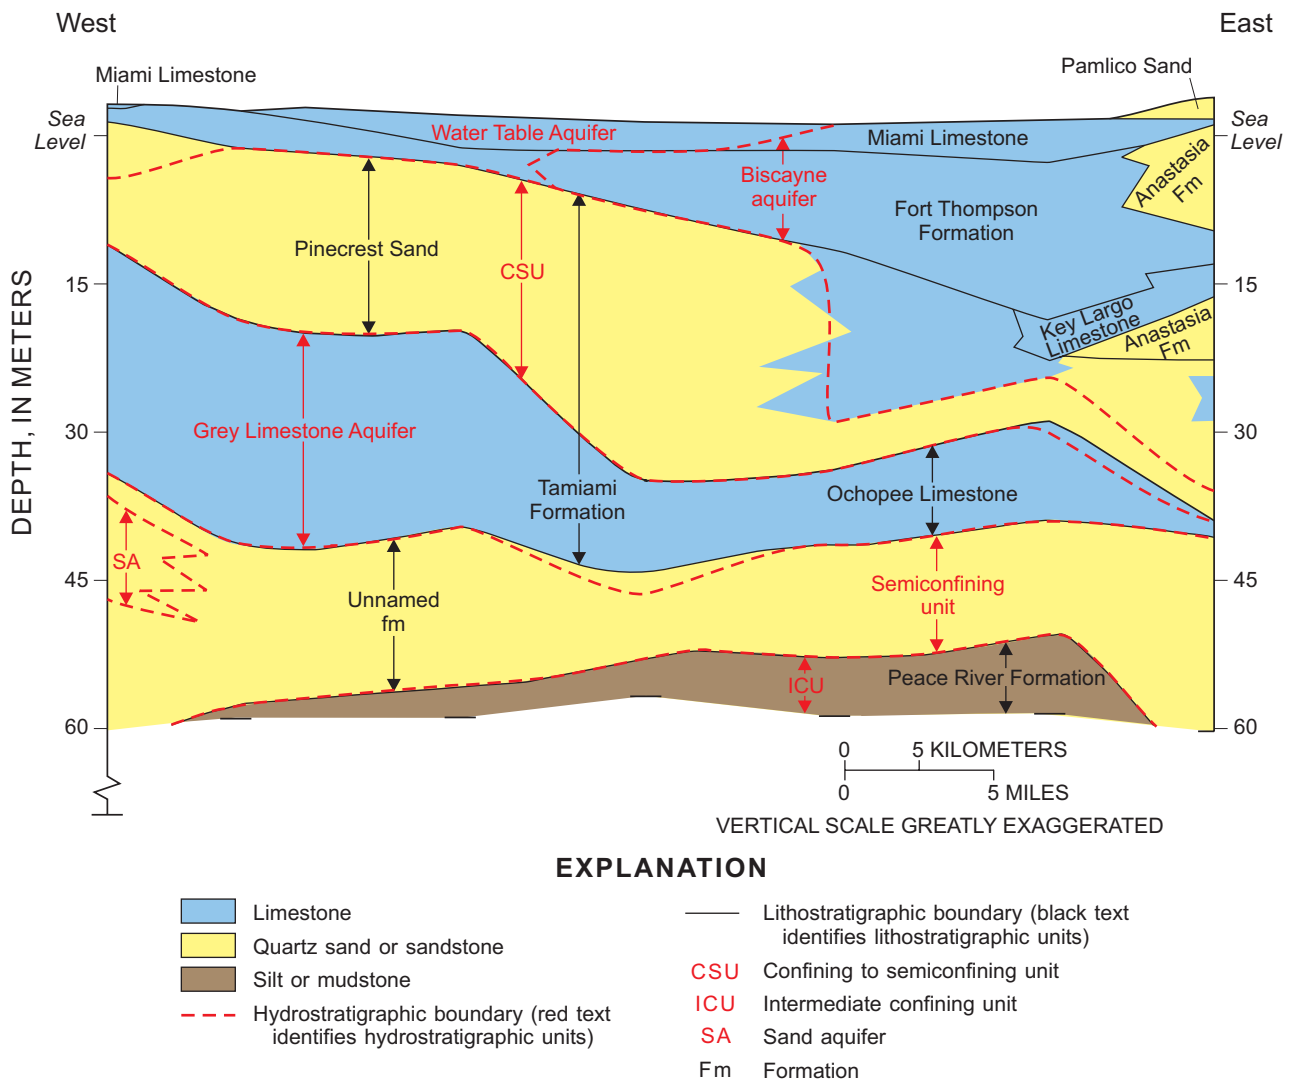 West
East
Miami Limestone
Pamlico Sand
Sea
Level
Sea
Level
Water Table Aquifer
Miami Limestone
Biscayne
aquifer
Anastasia
Fm
Fort Thompson
Formation
Pinecrest Sand
CSU
DEPTH, IN METERS
15
15
Key Largo
Limestone
Anastasia
Fm
30
30
Grey Limestone Aquifer
Tamiami
Formation
Ochopee Limestone
SA
45
45
Unnamed
fm
Semiconfining
unit
ICU
Peace River Formation
60
60
0 5 KILOMETERS
0 5 MILES
VERTICAL SCALE GREATLY EXAGGERATED
EXPLANATION
Limestone
Quartz sand or sandstone
Silt or mudstone
Hydrostratigraphic boundary (red text
identifies hydrostratigraphic units)
Lithostratigraphic boundary (black text
identifies lithostratigraphic units)
CSU Confining to semiconfining unit
ICU Intermediate confining unit
SA Sand aquifer
Fm Formation